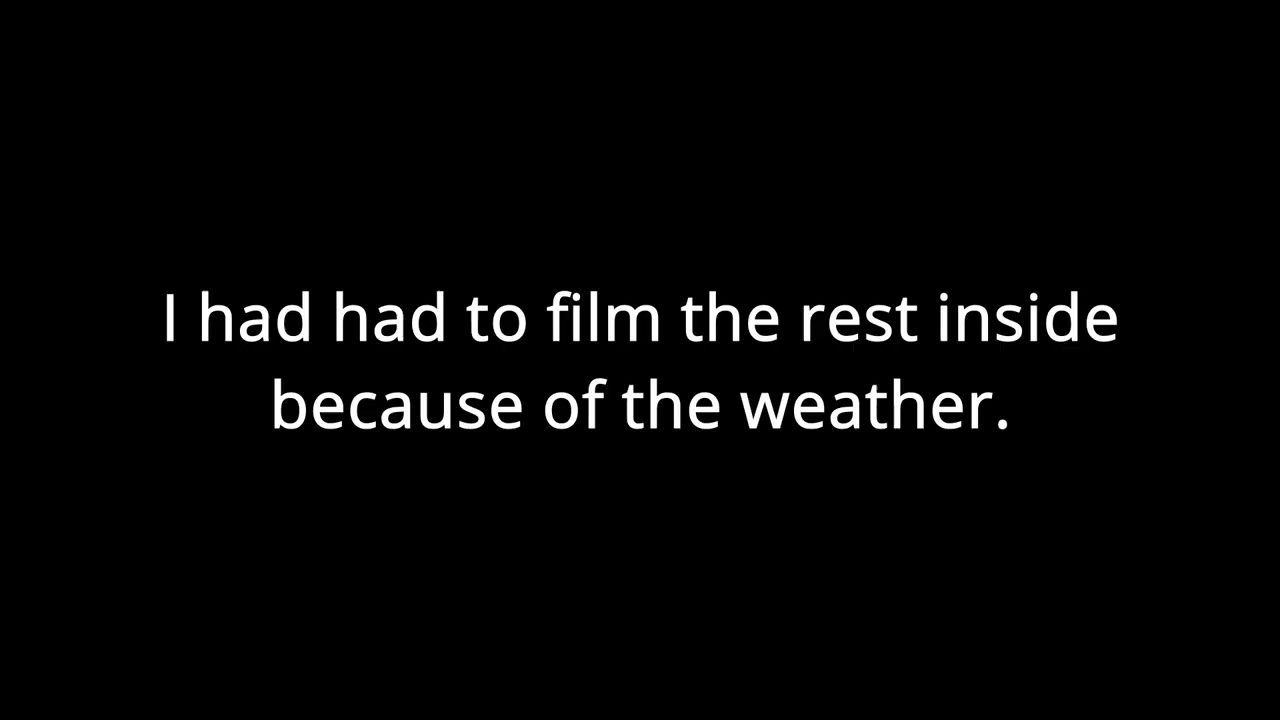 I had had to film the rest inside
because of the weather.